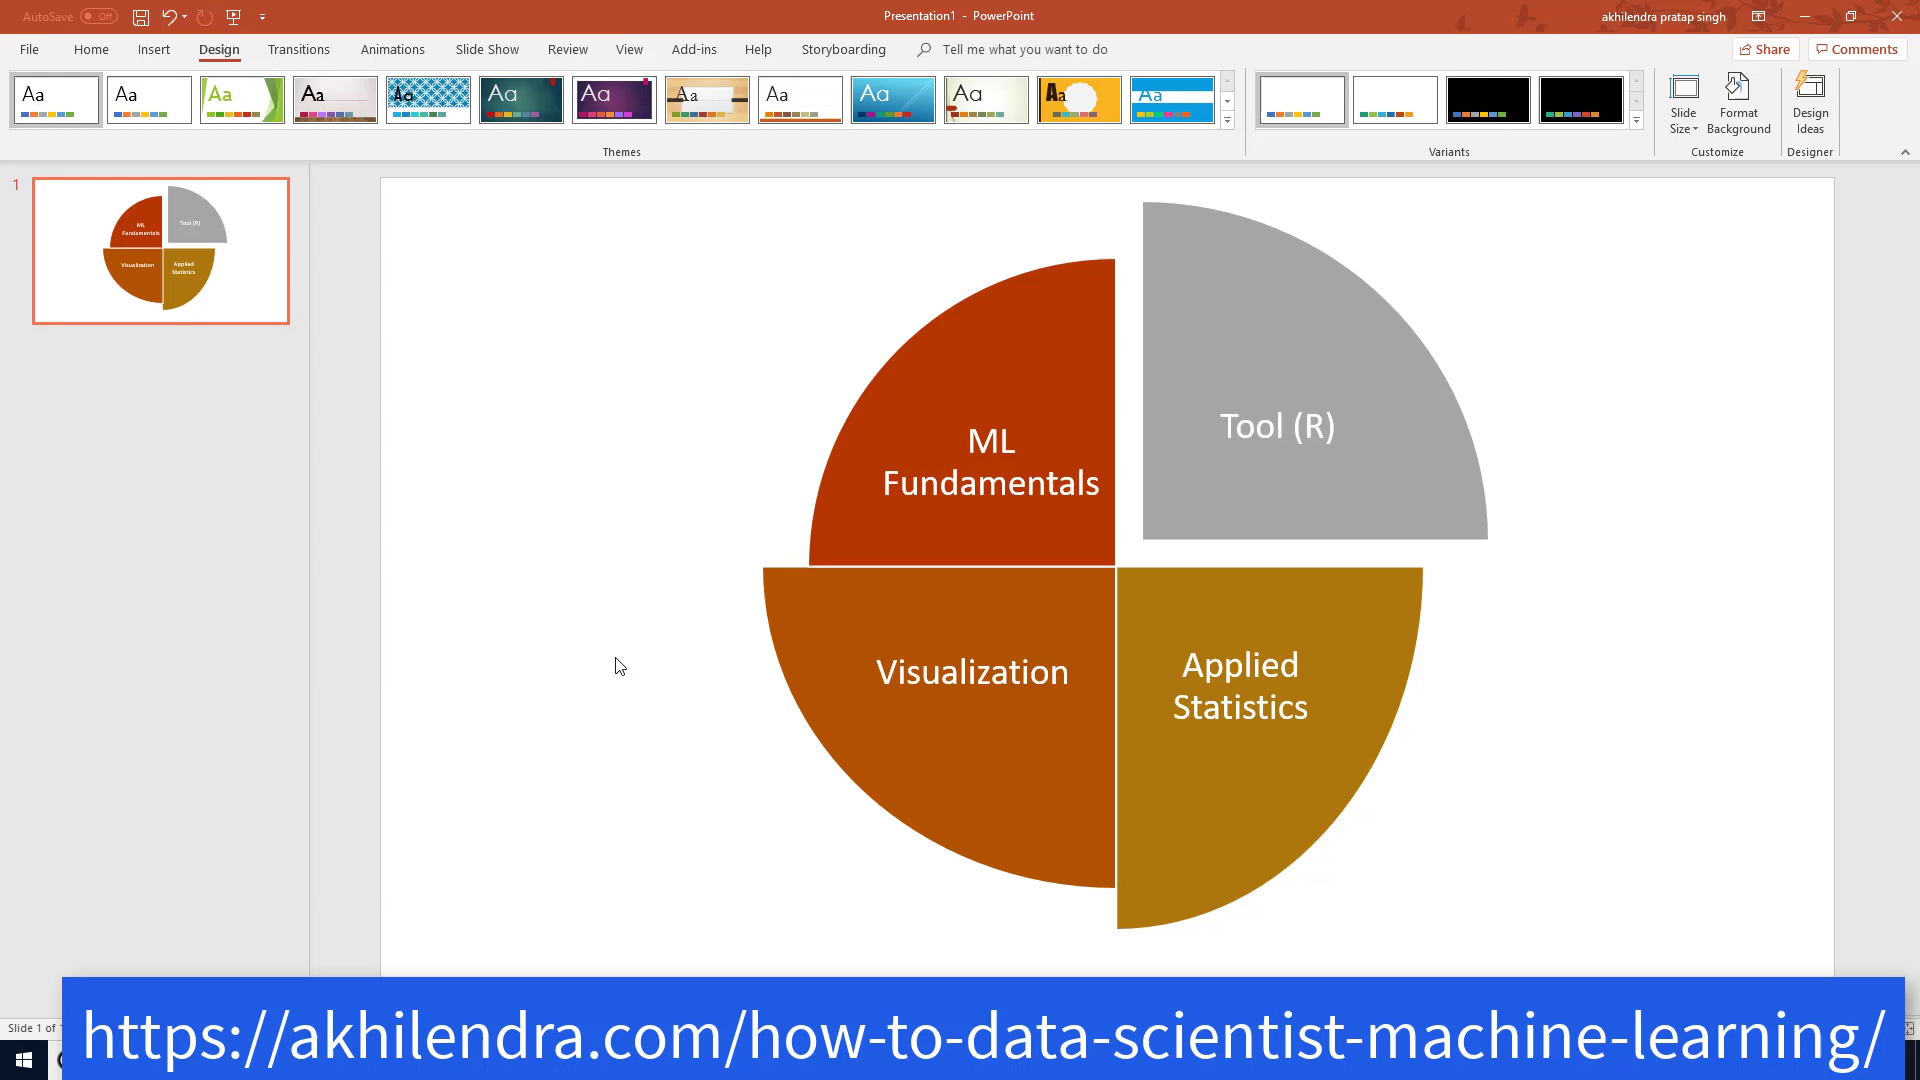 AutoSave Off
Presentation1 - PowerPoint
akhilendra pratap singh
File Home Insert Design Transitions Animations Slide Show Review View Add-ins Help Storyboarding Tell me what you want to do Share Comments
Aa Aa Aa Aa Aa Aa Aa Aa Aa Aa Aa Aa Aa
Slide Size
Format Background
Design Ideas
Themes Variants Customize Designer
1
ML
Fundamentals
Tool (R)
Visualization
Applied
Statistics
ML
Fundamentals
Tool (R)
Visualization
Applied
Statistics
Slide 1 of
https://akhilendra.com/how-to-data-scientist-machine-learning/